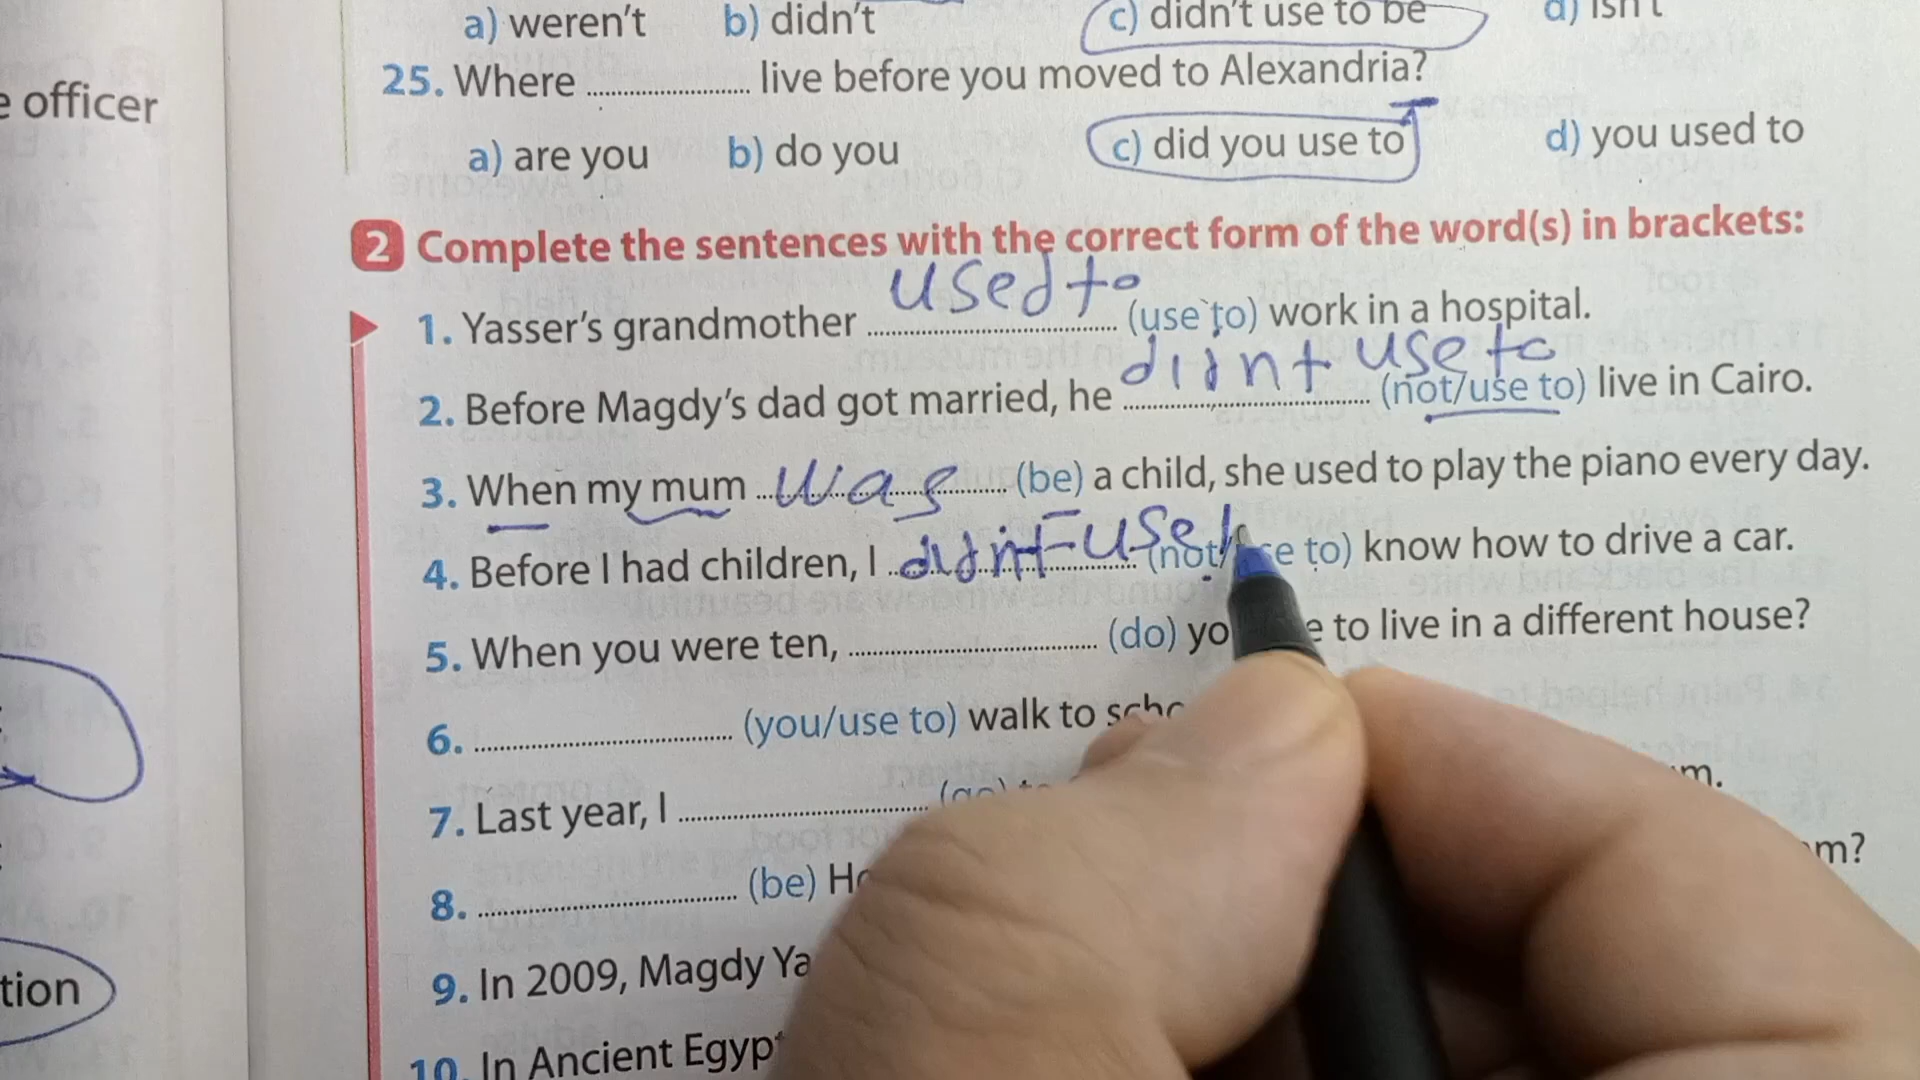 a) weren't b) didn't c) didn't use to be d) isn't
25. Where .................... live before you moved to Alexandria?
e officer
a) are you b) do you c) did you use to d) you used to
2 Complete the sentences with the correct form of the word(s) in brackets:
used to
1. Yasser's grandmother .................... (use to) work in a hospital.
didnt use to
2. Before Magdy's dad got married, he .................... (not/use to) live in Cairo.
3. When my mum was (be) a child, she used to play the piano every day.
4. Before I had children, I didnt use (not/ to) know how to drive a car.
5. When you were ten, .................... (do) to live in a different house?
6. .................... (you/use to) walk to
7. Last year, I .................... (go) m.
8. .................... (be) m?
9. In 2009, Magdy Ya
tion
10. In Ancient Egypt